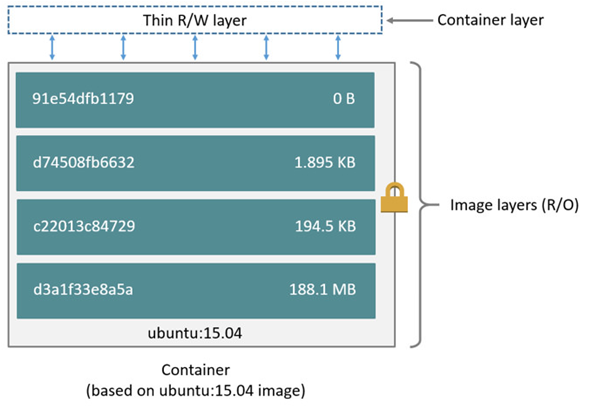 Thin R/W layer
Container layer
91e54dfb1179 0 B
d74508fb6632 1.895 KB
c22013c84729 194.5 KB
Image layers (R/O)
d3a1f33e8a5a 188.1 MB
ubuntu:15.04
Container
(based on ubuntu:15.04 image)